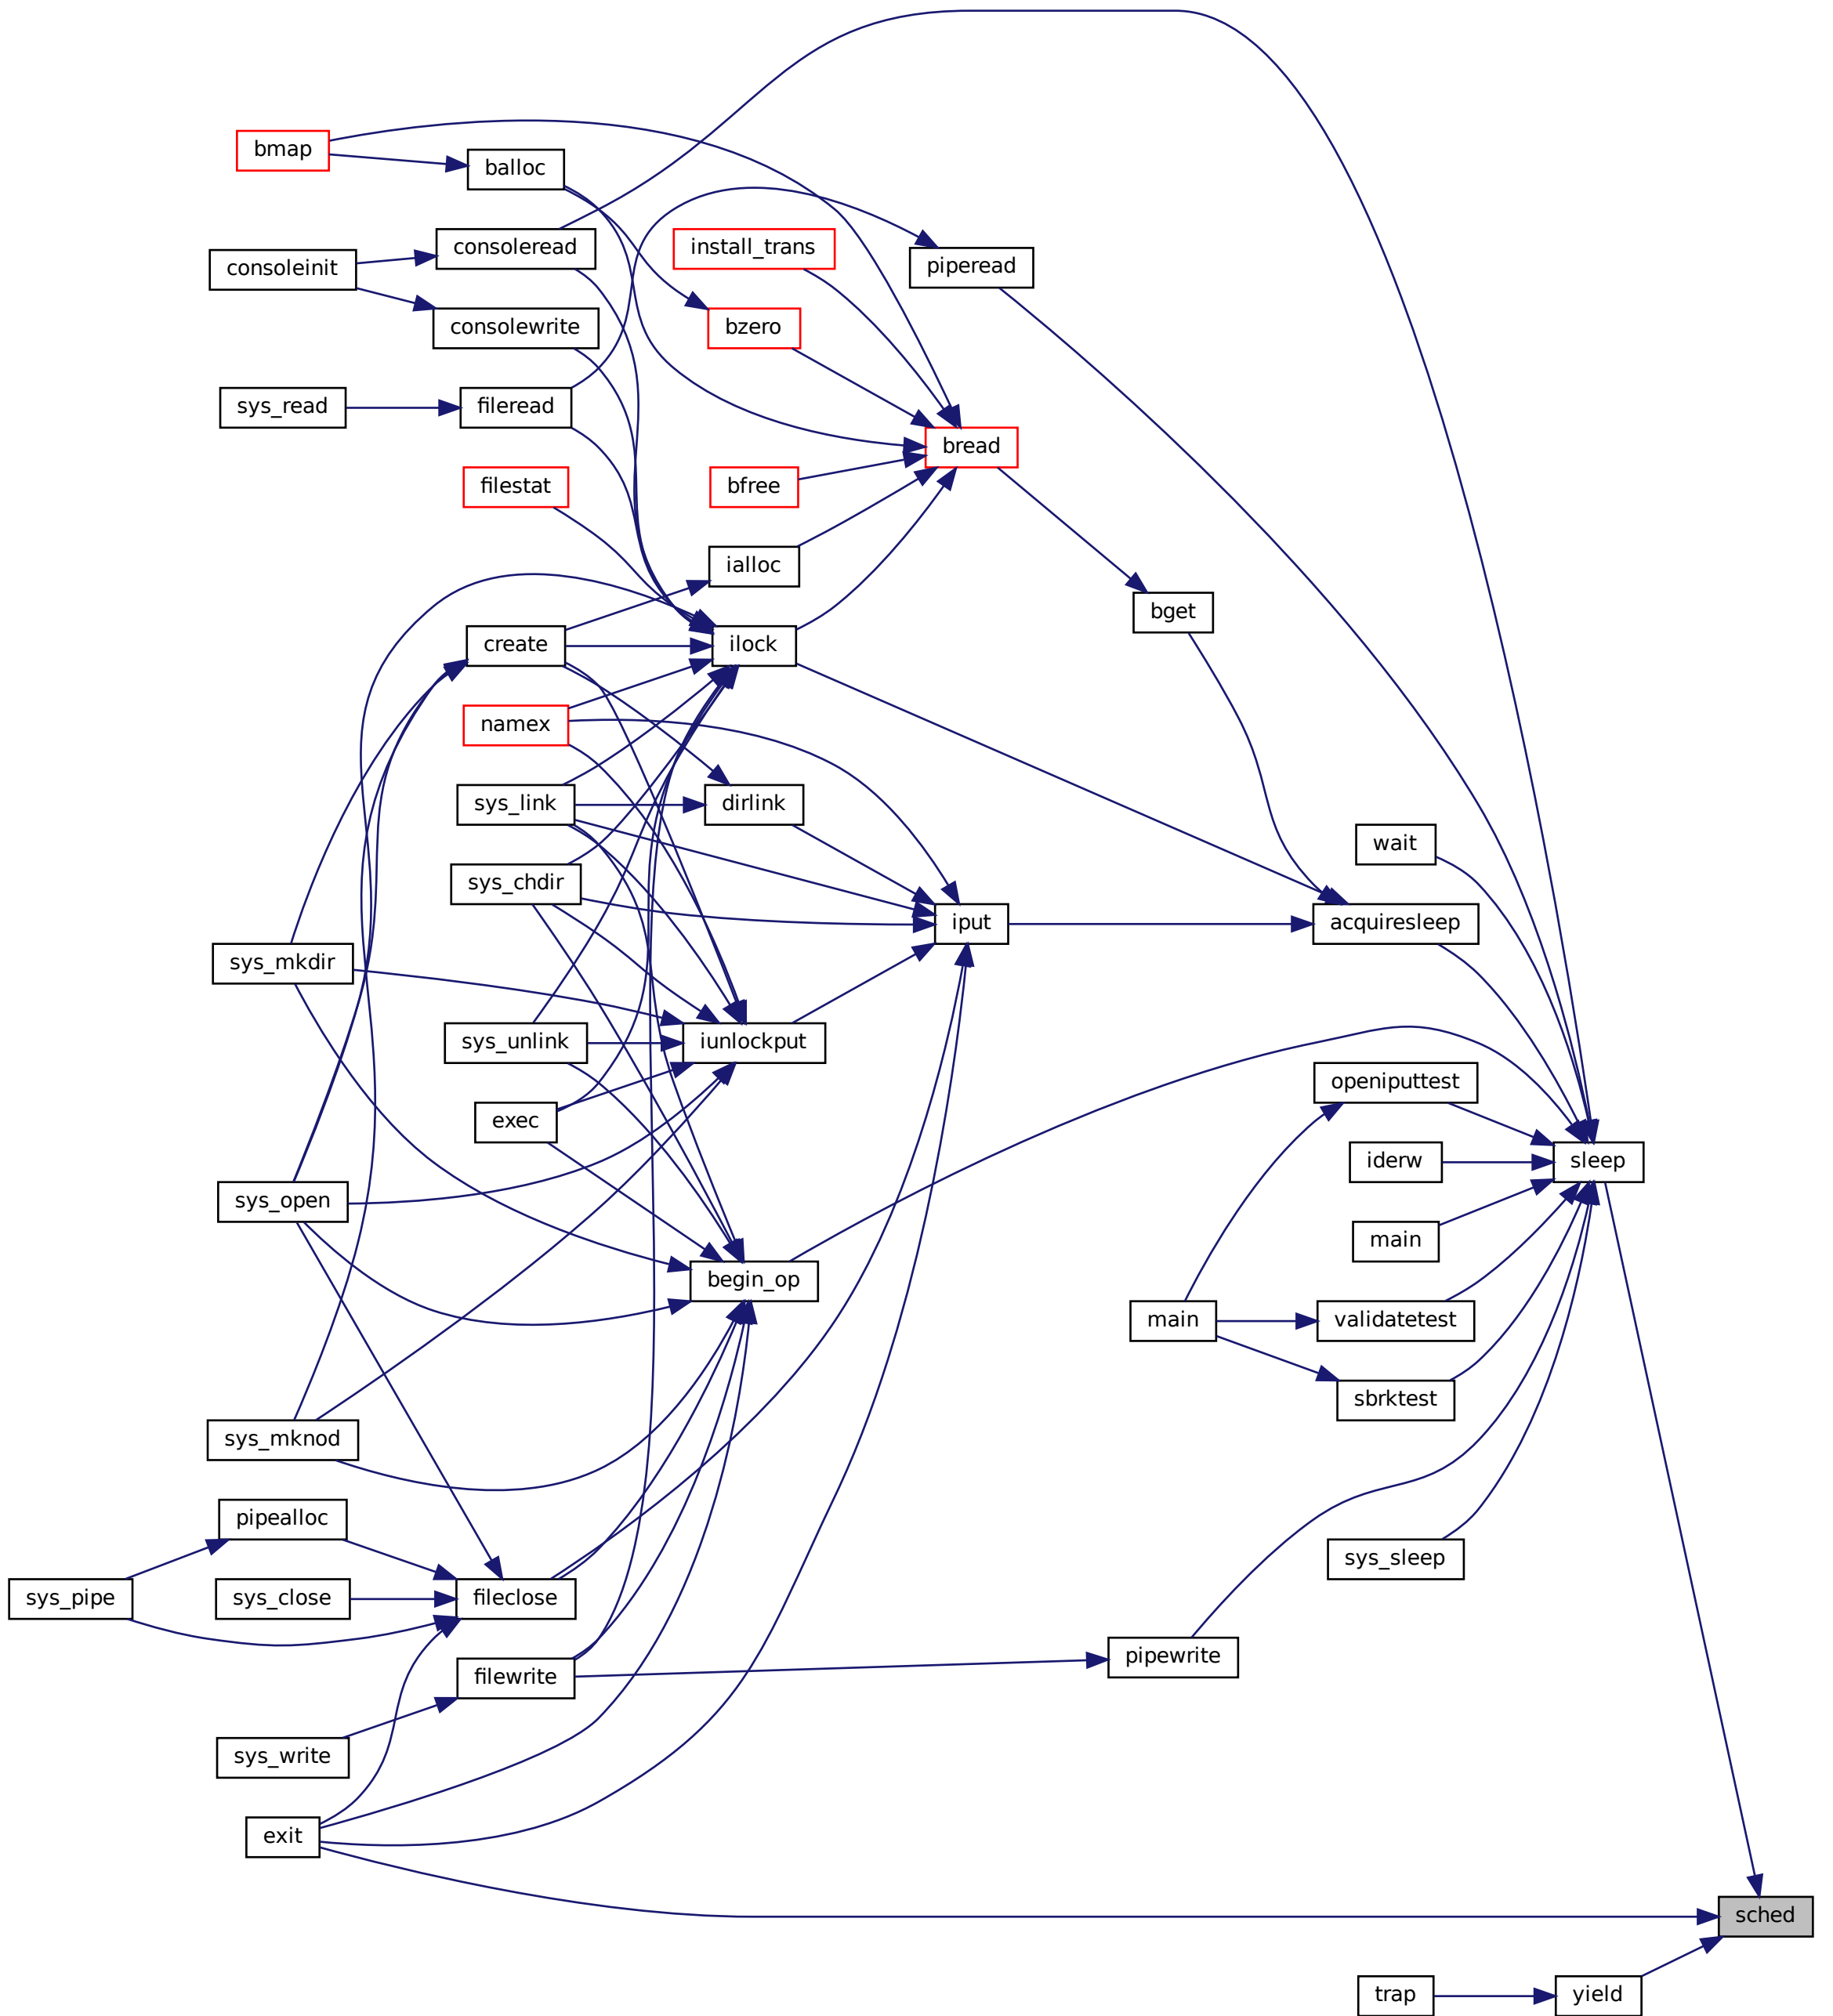 bmap
balloc
consoleread
install_trans
piperead
consoleinit
consolewrite
bzero
sys_read
fileread
bread
filestat
bfree
ialloc
bget
create
ilock
namex
sys_link
dirlink
wait
sys_chdir
iput
acquiresleep
sys_mkdir
sys_unlink
iunlockput
openiputtest
exec
iderw
sleep
sys_open
main
begin_op
main
validatetest
sbrktest
sys_mknod
pipealloc
sys_sleep
sys_pipe
sys_close
fileclose
pipewrite
filewrite
sys_write
exit
sched
trap
yield